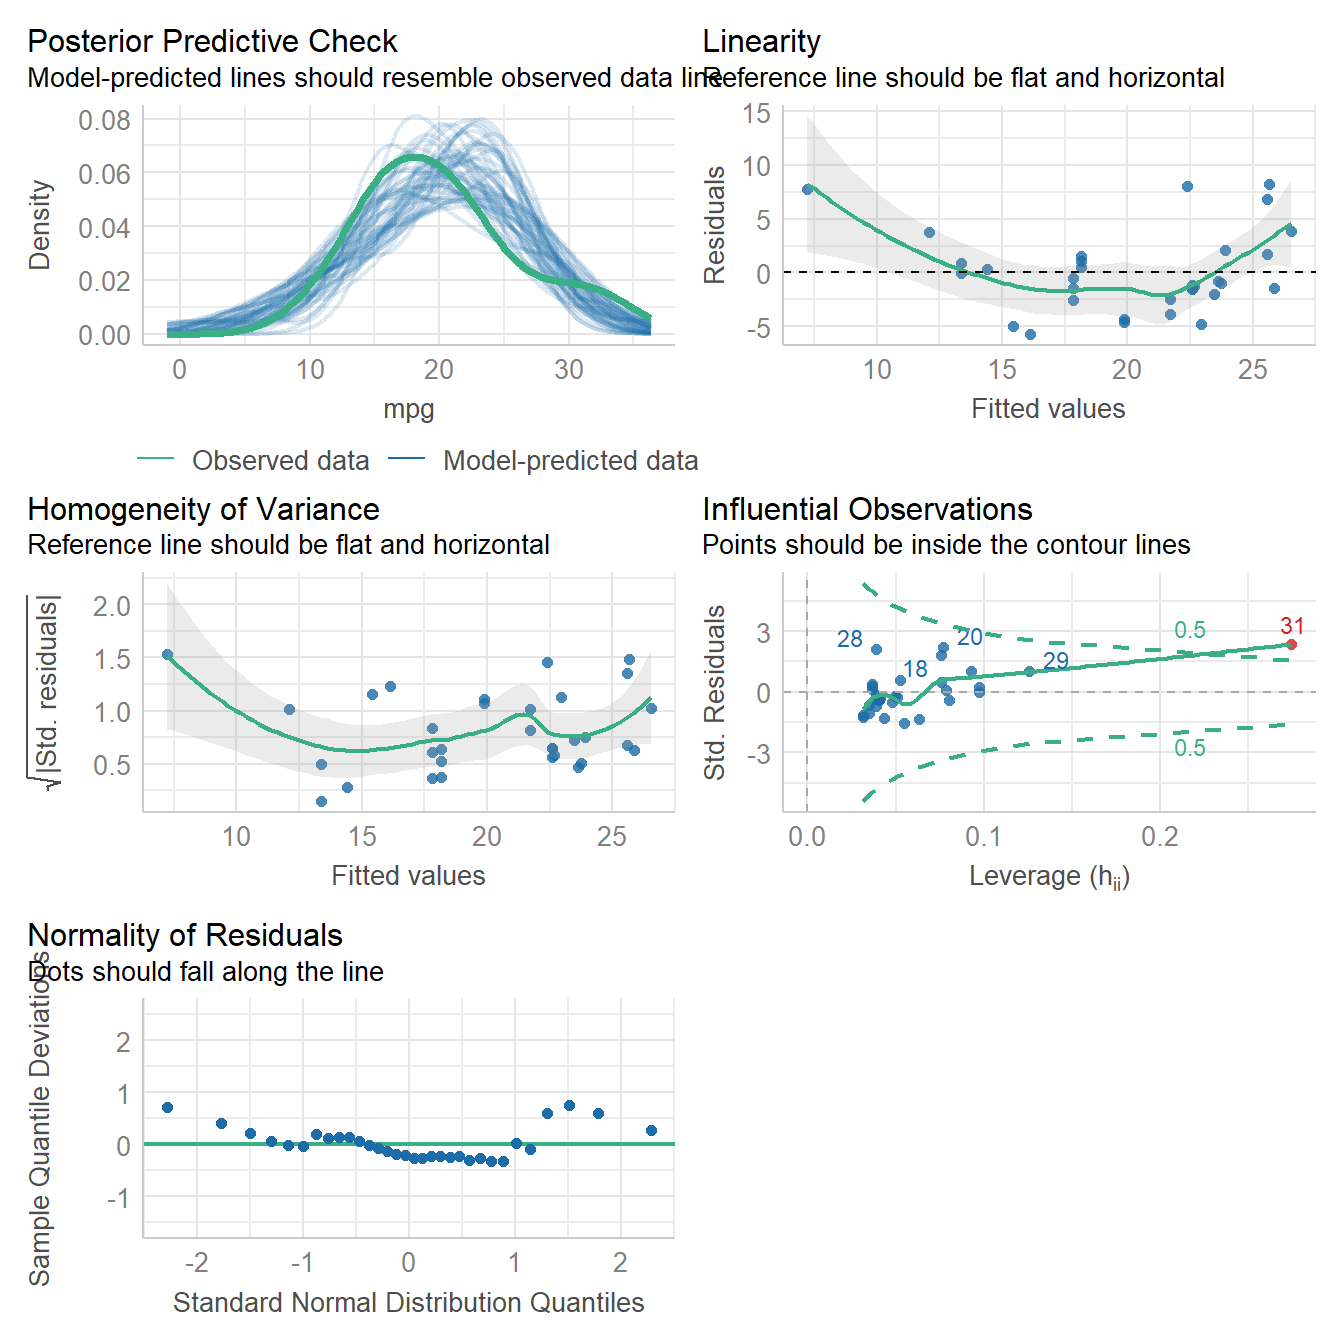 Posterior Predictive Check
Model-predicted lines should resemble observed data line
0.08
0.06
0.04
0.02
0.00
Density
0 10 20 30
mpg
Observed data Model-predicted data
Linearity
Reference line should be flat and horizontal
15
10
5
0
-5
Residuals
10 15 20 25
Fitted values
Homogeneity of Variance
Reference line should be flat and horizontal
2.0
1.5
1.0
0.5
√|Std. residuals|
10 15 20 25
Fitted values
Influential Observations
Points should be inside the contour lines
3
0
-3
Std. Residuals
28
20
18
29
31
0.5
0.5
0.0 0.1 0.2
Leverage (hii)
Normality of Residuals
Dots should fall along the line
2
1
0
-1
Sample Quantile Deviations
-2 -1 0 1 2
Standard Normal Distribution Quantiles